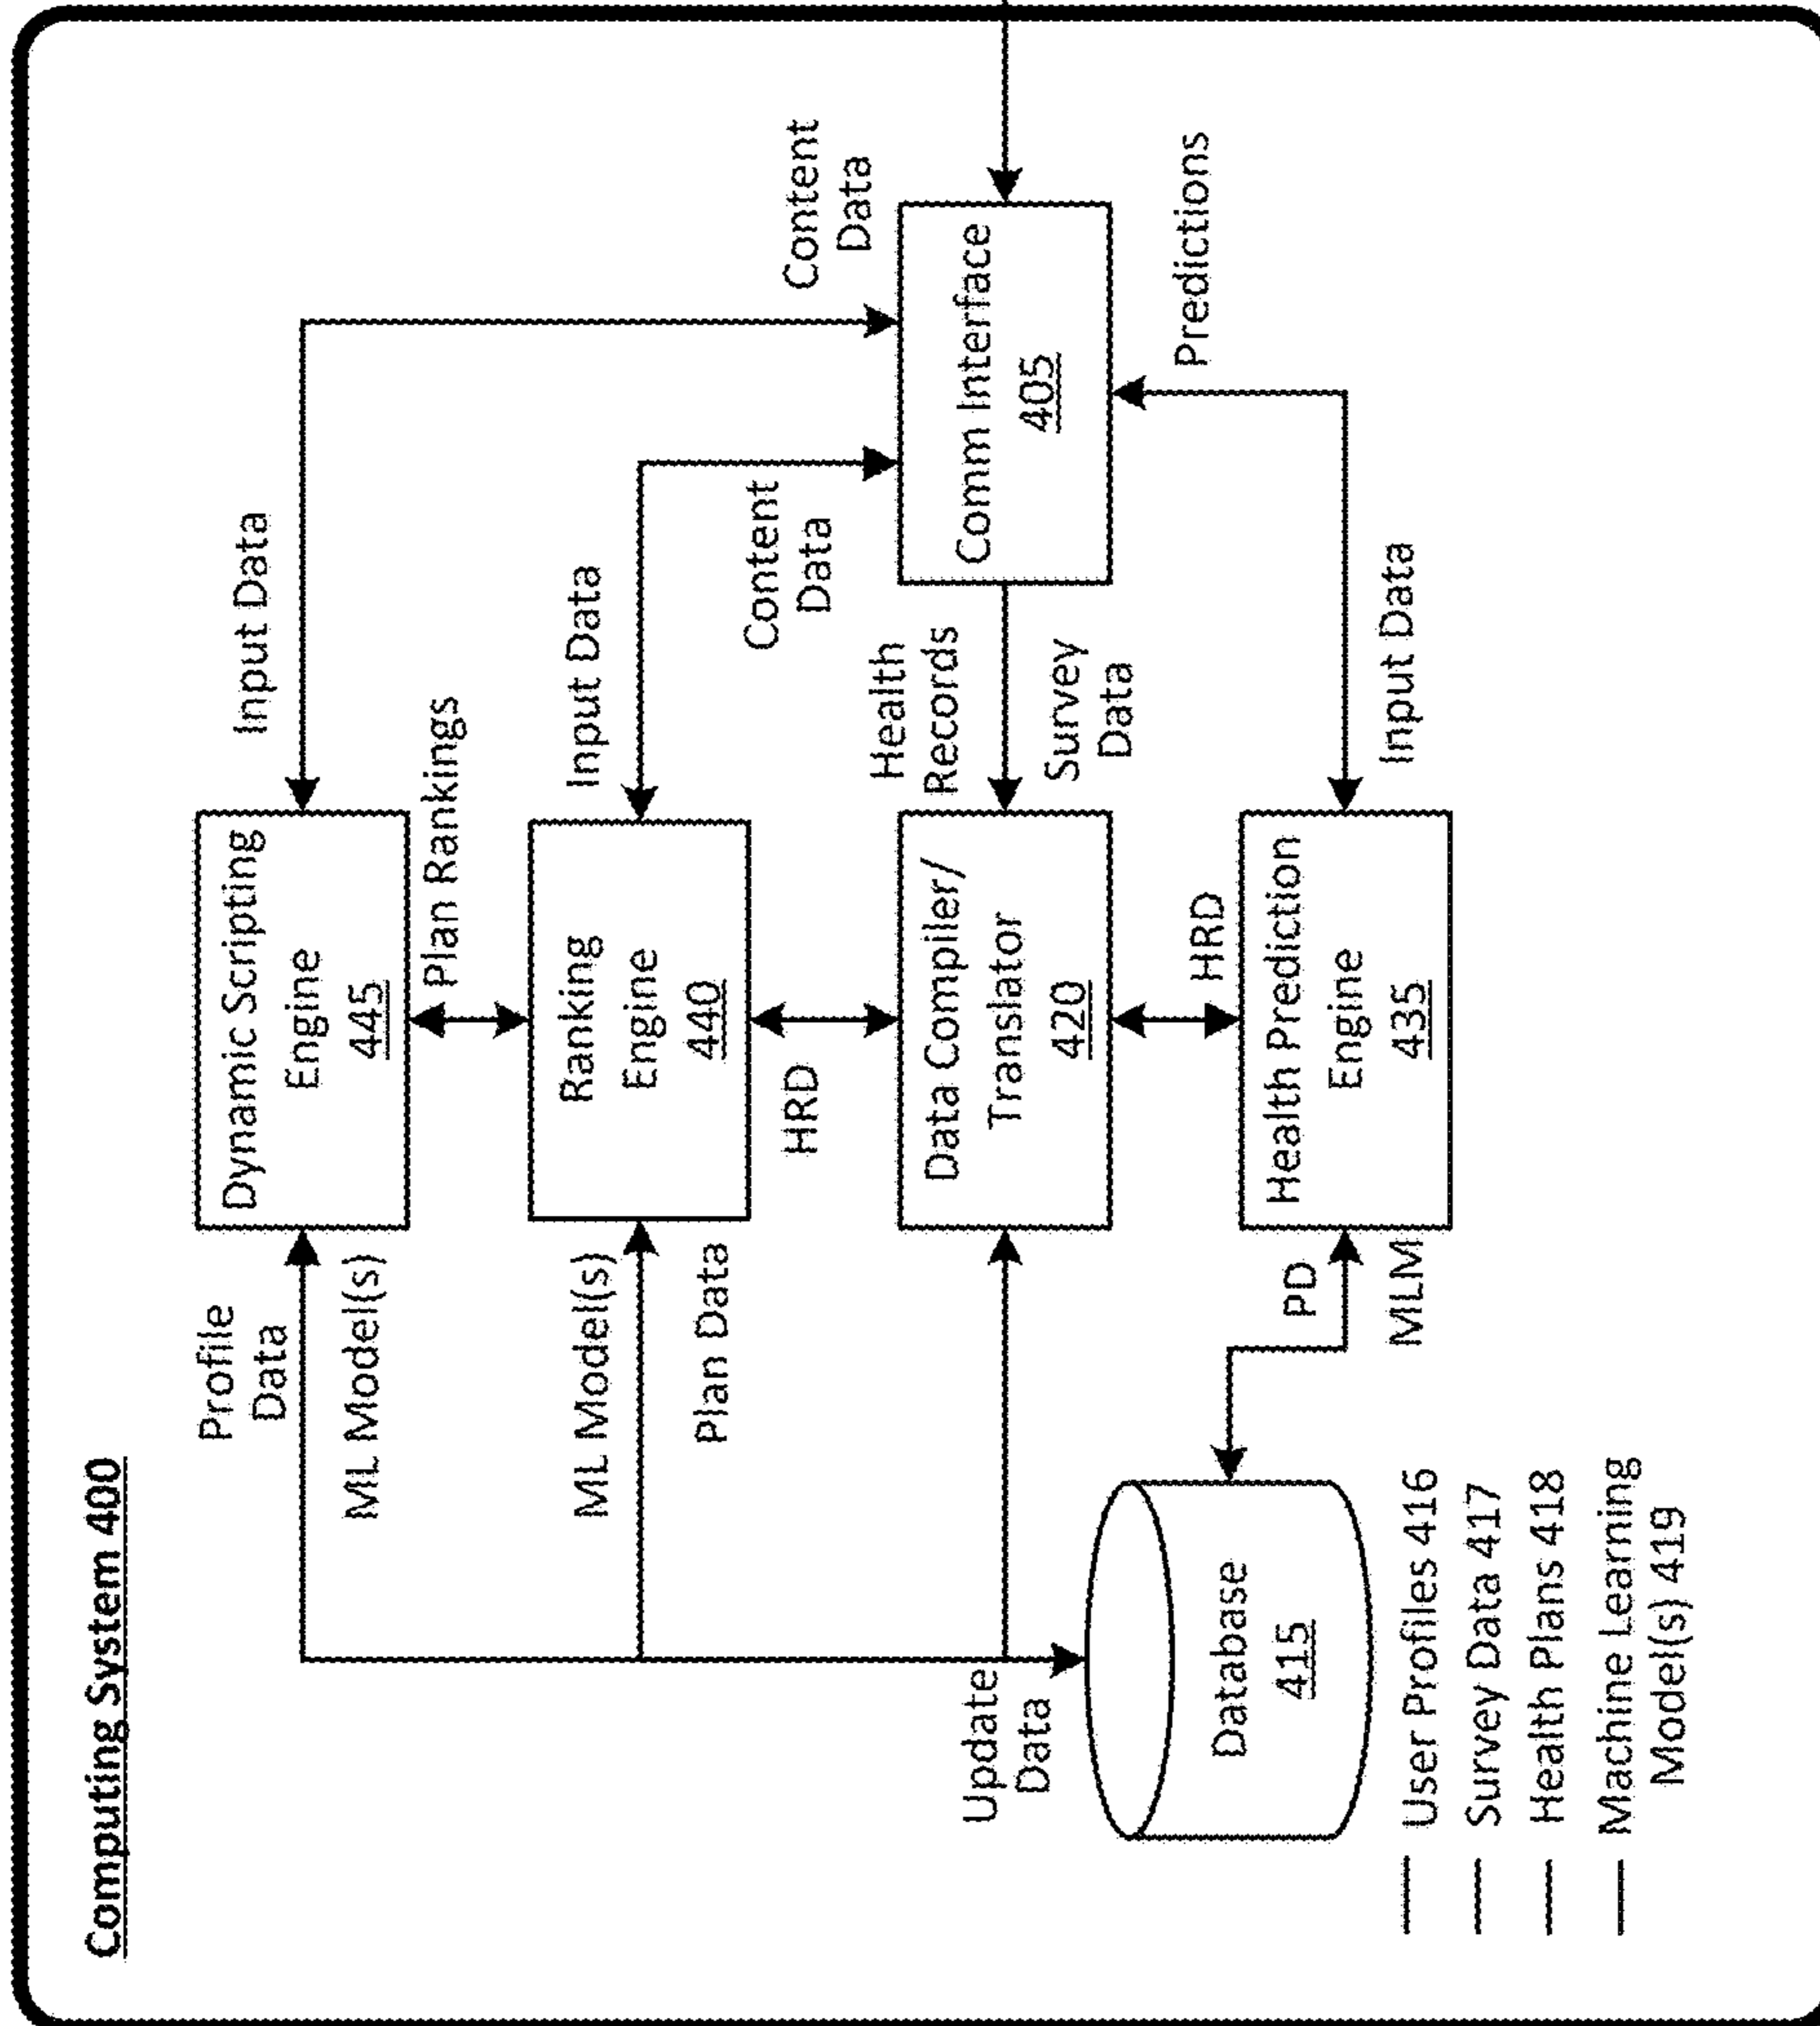 Computing System 400
Profile
Data
ML Model(s)
Dynamic Scripting
Engine
445
Input Data
Plan Rankings
Content
Data
ML Model(s)
Plan Data
Ranking
Engine
440
Input Data
Content
Data
HRD
Update
Data
Data Compiler/
Translator
420
Health
Records
Survey
Data
Comm Interface
405
HRD
Predictions
Database
415
PD
MLM
Health Prediction
Engine
435
Input Data
User Profiles 416
Survey Data 417
Health Plans 418
Machine Learning
Model(s) 419